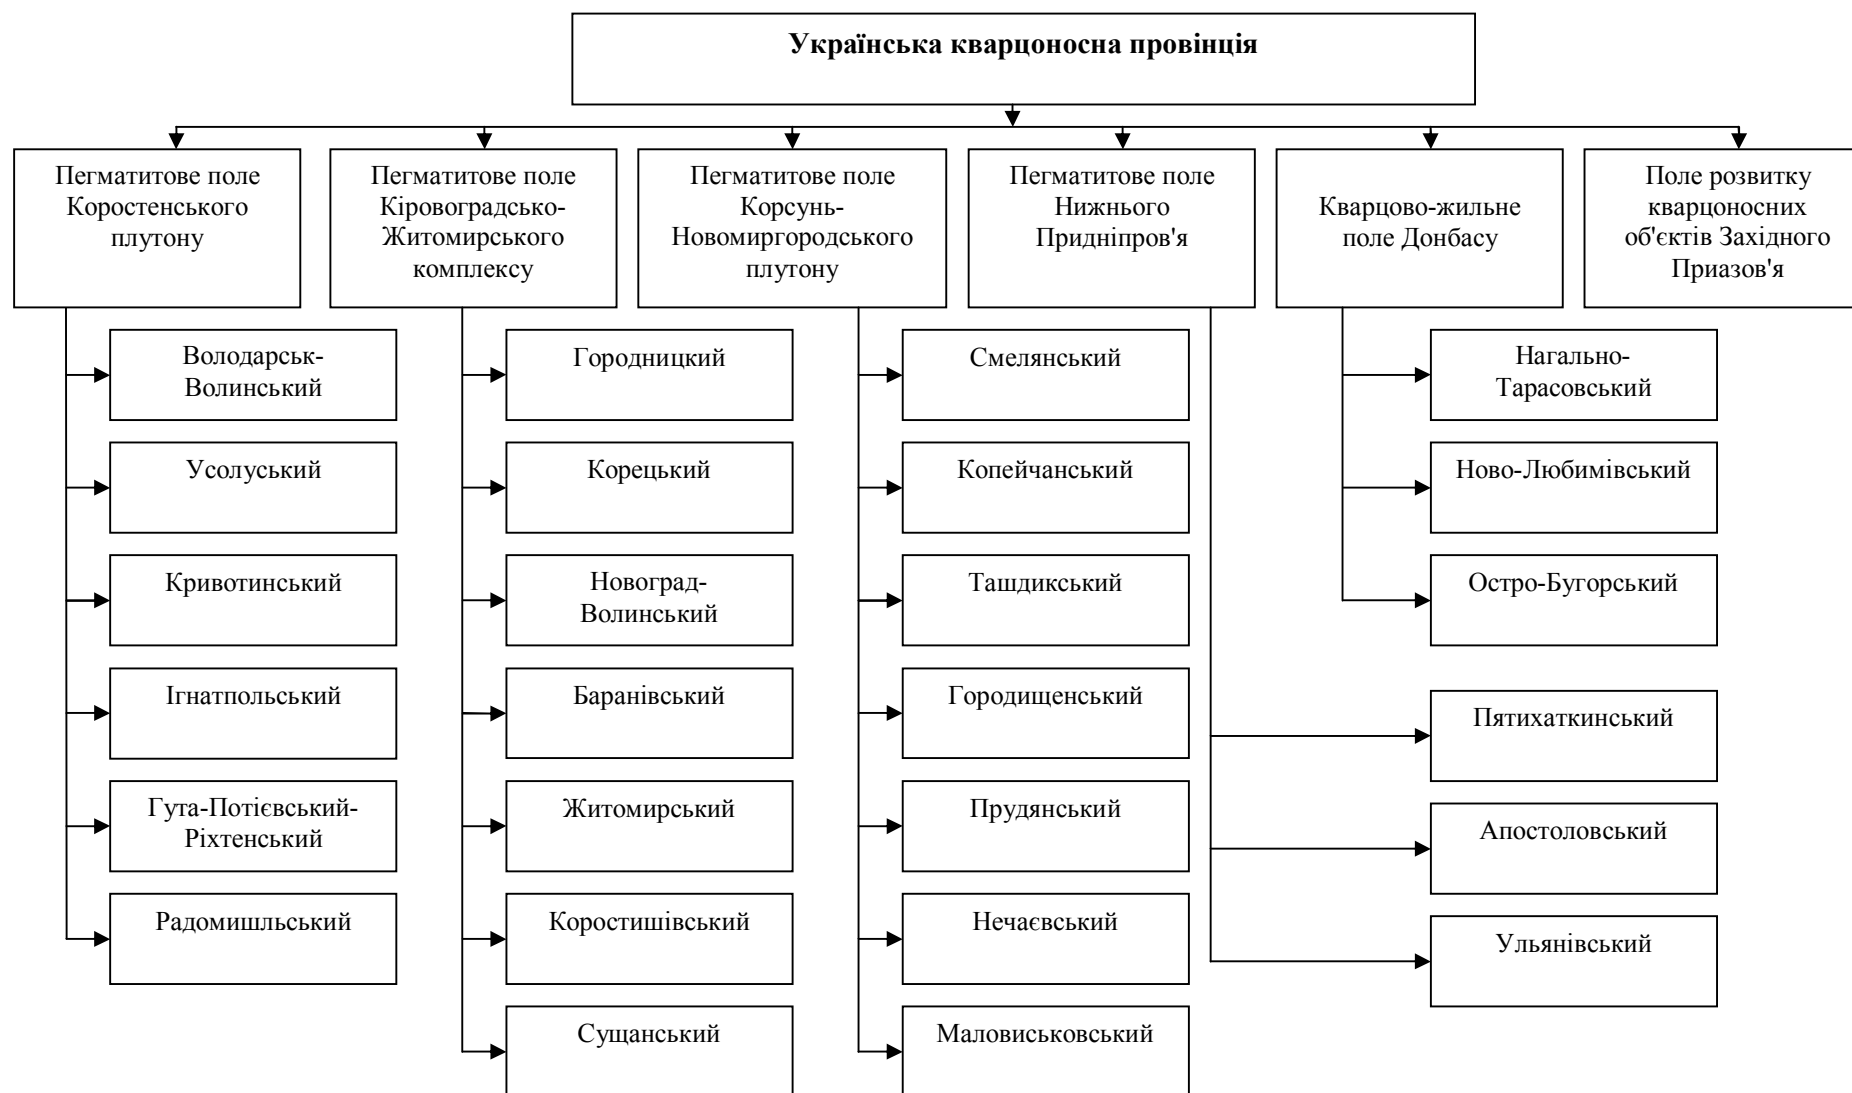 Українська кварцоносна провінція
Пегматитове поле
Коростенського
плутону
Пегматитове поле
Кіровоградсько-
Житомирського
комплексу
Пегматитове поле
Корсунь-
Новомиргородського
плутону
Пегматитове поле
Нижнього
Придніпров'я
Кварцово-жильне
поле Донбасу
Поле розвитку
кварцоносних
об'єктів Західного
Приазов'я
Володарськ-
Волинський
Усолуський
Кривотинський
Ігнатпольський
Гута-Потієвський-
Ріхтенський
Радомишльський
Городницкий
Корецький
Новоград-
Волинський
Баранівський
Житомирський
Коростишівський
Сущанський
Смелянський
Копейчанський
Ташдикський
Городищенський
Прудянський
Нечаєвський
Маловиськовський
Нагально-
Тарасовський
Ново-Любимівський
Остро-Бугорський
Пятихаткинський
Апостоловський
Ульянівський